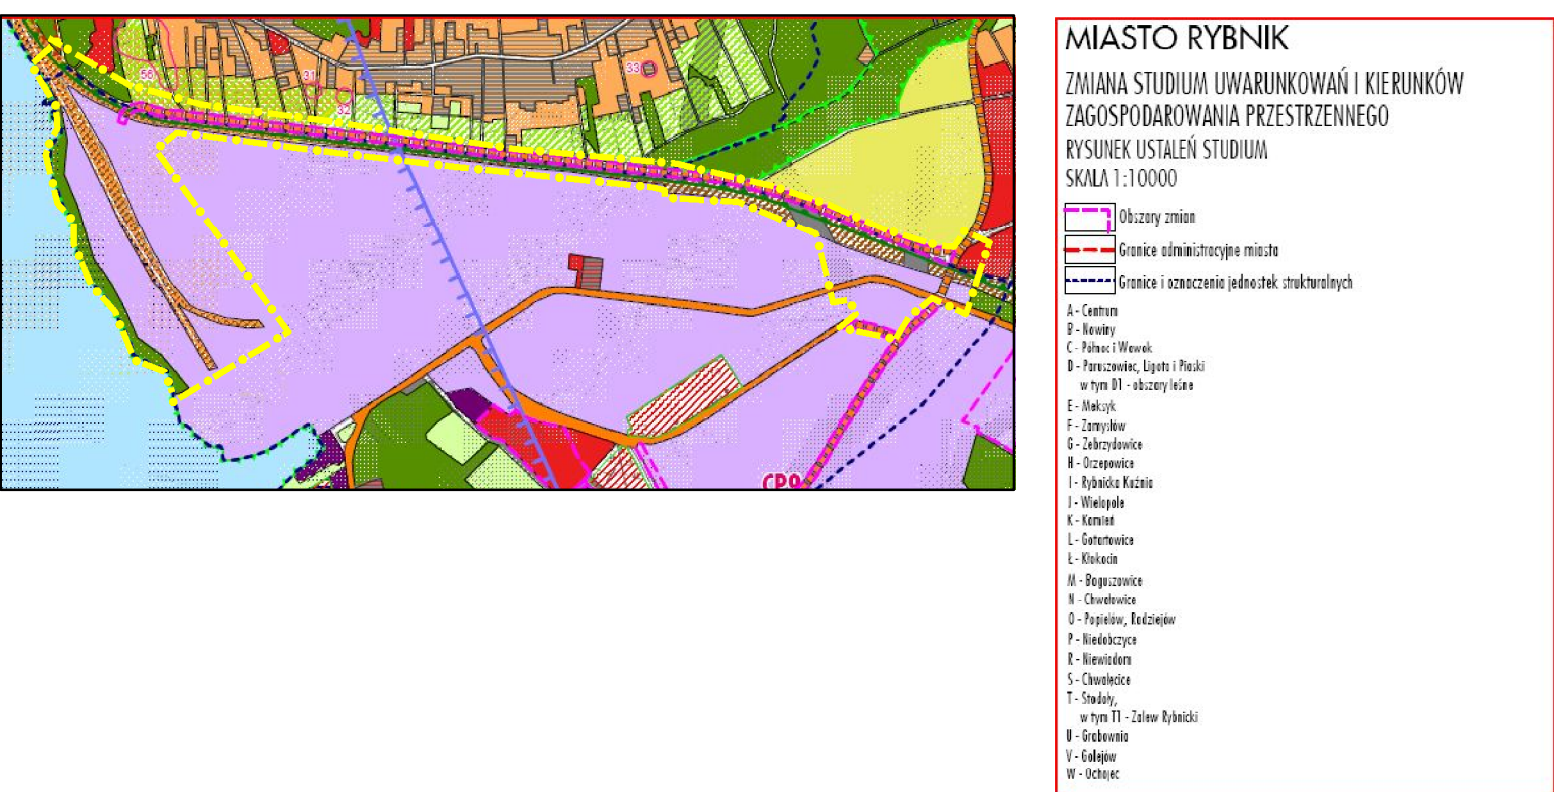 56
31
32
33
CP9
MIASTO RYBNIK
ZMIANA STUDIUM UWARUNKOWAŃ I KIERUNKÓW
ZAGOSPODAROWANIA PRZESTRZENNEGO
RYSUNEK USTALEŃ STUDIUM
SKALA 1:10000
Obszary zmian
Granice administracyjne miasta
Granice i oznaczenia jednostek strukturalnych
A - Centrum
B - Nowiny
C - Północ i Wawok
D - Paruszowiec, Ligota i Piaski
w tym D1 - obszary leśne
E - Meksyk
F - Zamysłów
G - Zebrzydowice
H - Orzepowice
I - Rybnicka Kuźnia
J - Wielopole
K - Kamień
L - Gotartowice
Ł - Kłokocin
M - Boguszowice
N - Chwałowice
O - Popielów, Radziejów
P - Niedobczyce
R - Niewiadom
S - Chwałęcice
T - Stodoły,
w tym T1 - Zalew Rybnicki
U - Grabownia
V - Golejów
W - Ochojec